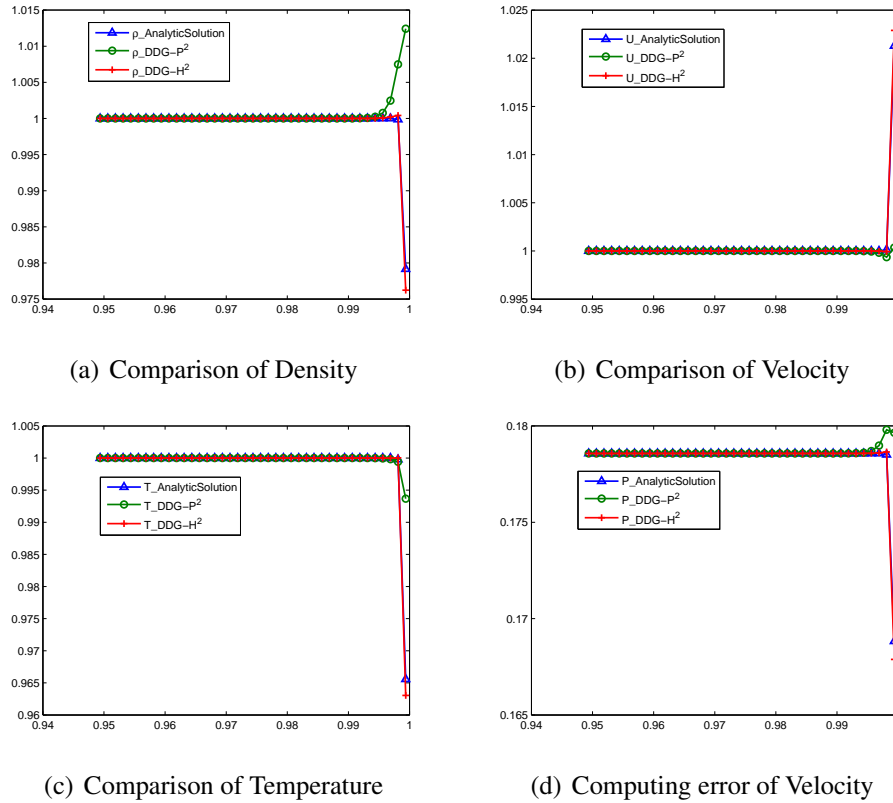 1.015
1.01
1.005
1
0.995
0.99
0.985
0.98
0.975
0.94 0.95 0.96 0.97 0.98 0.99 1
ρ_AnalyticSolution
ρ_DDG−P²
ρ_DDG−H²
(a) Comparison of Density
1.025
1.02
1.015
1.01
1.005
1
0.995
0.94 0.95 0.96 0.97 0.98 0.99
U_AnalyticSolution
U_DDG−P²
U_DDG−H²
(b) Comparison of Velocity
1.005
1
0.995
0.99
0.985
0.98
0.975
0.97
0.965
0.96
0.94 0.95 0.96 0.97 0.98 0.99 1
T_AnalyticSolution
T_DDG−P²
T_DDG−H²
(c) Comparison of Temperature
0.18
0.175
0.17
0.165
0.94 0.95 0.96 0.97 0.98 0.99
P_AnalyticSolution
P_DDG−P²
P_DDG−H²
(d) Computing error of Velocity